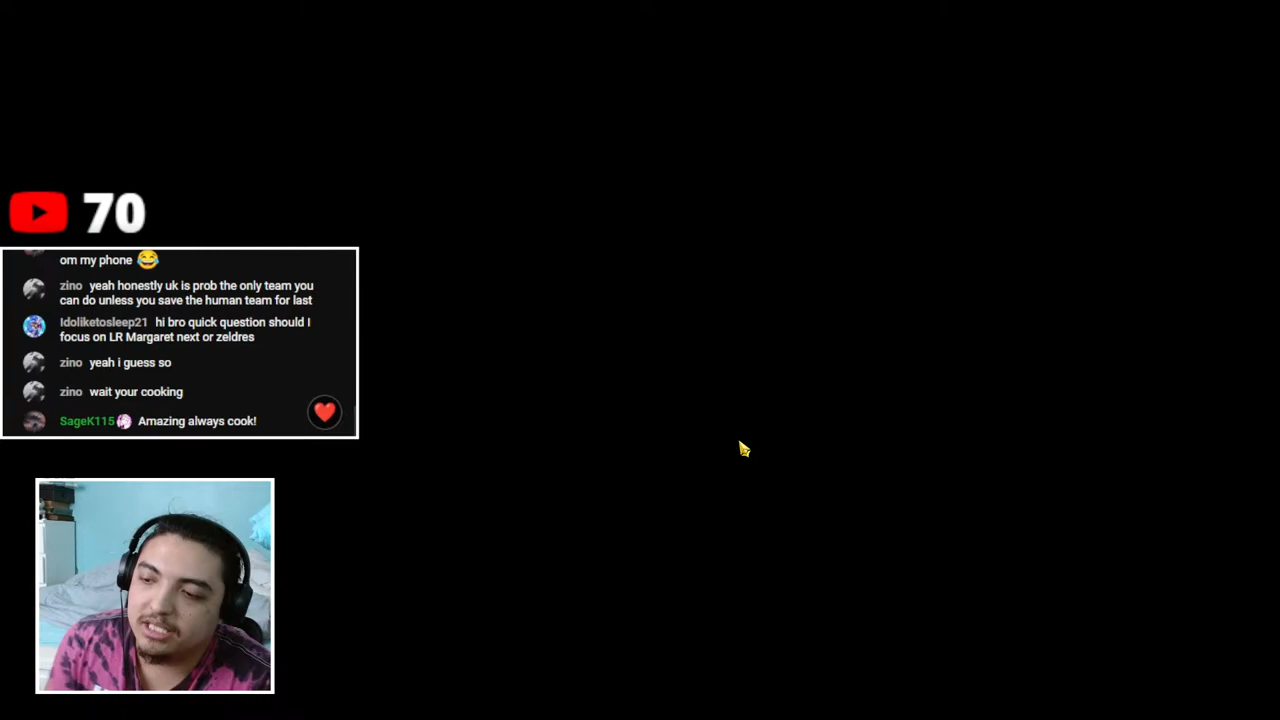 70
om my phone 😂
zino yeah honestly uk is prob the only team you
can do unless you save the human team for last
Idoliketosleep21 hi bro quick question should I
focus on LR Margaret next or zeldres
zino yeah i guess so
zino wait your cooking
SageK115 Amazing always cook!